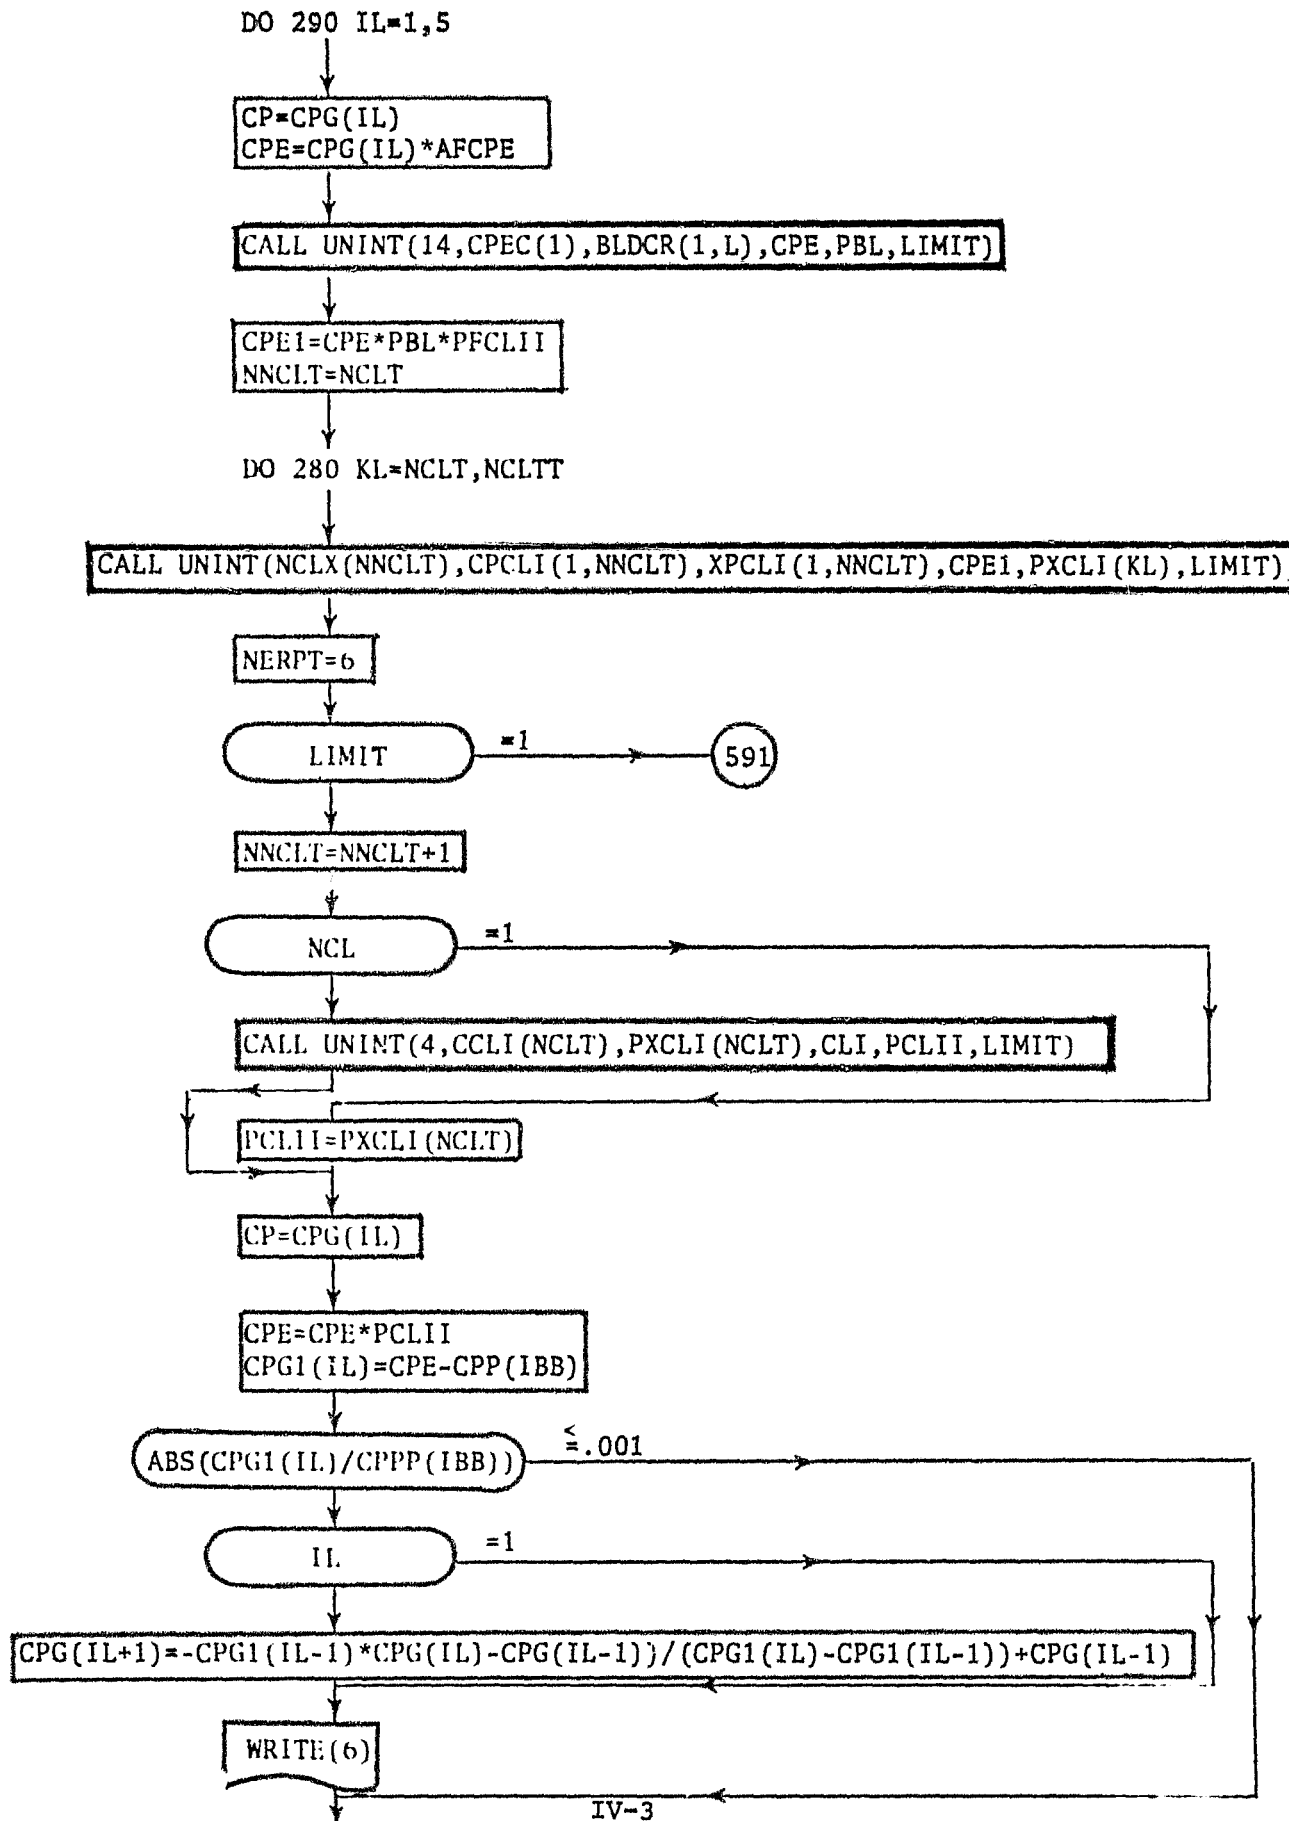 DO 290 IL=1,5
CP=CPG(IL)
CPE=CPG(IL)*AFCPE
CALL UNINT(14,CPEC(1),BLDCR(1,L),CPE,PBL,LIMIT)
CPE1=CPE*PBL*PFCLII
NNCLT=NCLT
DO 280 KL=NCLT,NCLTT
CALL UNINT(NCLX(NNCLT),CPCLI(1,NNCLT),XPCLI(1,NNCLT),CPE1,PXCLI(KL),LIMIT)
NERPT=6
LIMIT
=1
591
NNCLT=NNCLT+1
NCL
=1
CALL UNINT(4,CCLI(NCLT),PXCLI(NCLT),CLI,PCLII,LIMIT)
PCLII=PXCLI(NCLT)
CP=CPG(IL)
CPE=CPE*PCLII
CPG1(IL)=CPE-CPP(IBB)
ABS(CPG1(IL)/CPPP(IBB))
<
=.001
IL
=1
CPG(IL+1)=-CPG1(IL-1)*CPG(IL)-CPG(IL-1))/(CPG1(IL)-CPG1(IL-1))+CPG(IL-1)
WRITE(6)
IV-3